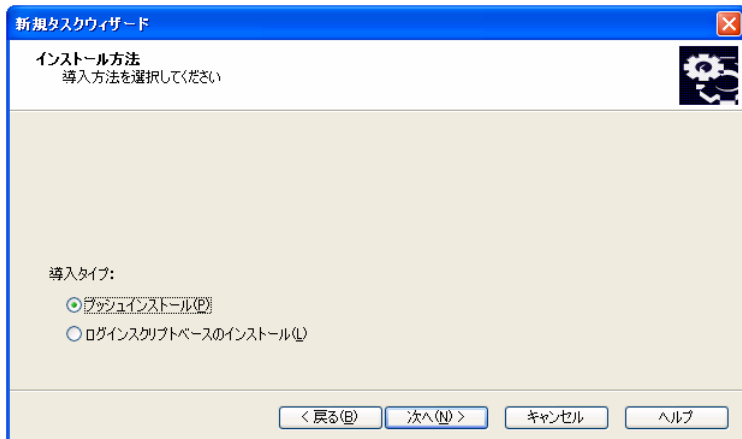 新規タスクウィザード
インストール方法
導入方法を選択してください
導入タイプ:
プッシュインストール(P)
ログインスクリプトベースのインストール(L)
< 戻る(B)
次へ(N) >
キャンセル
ヘルプ